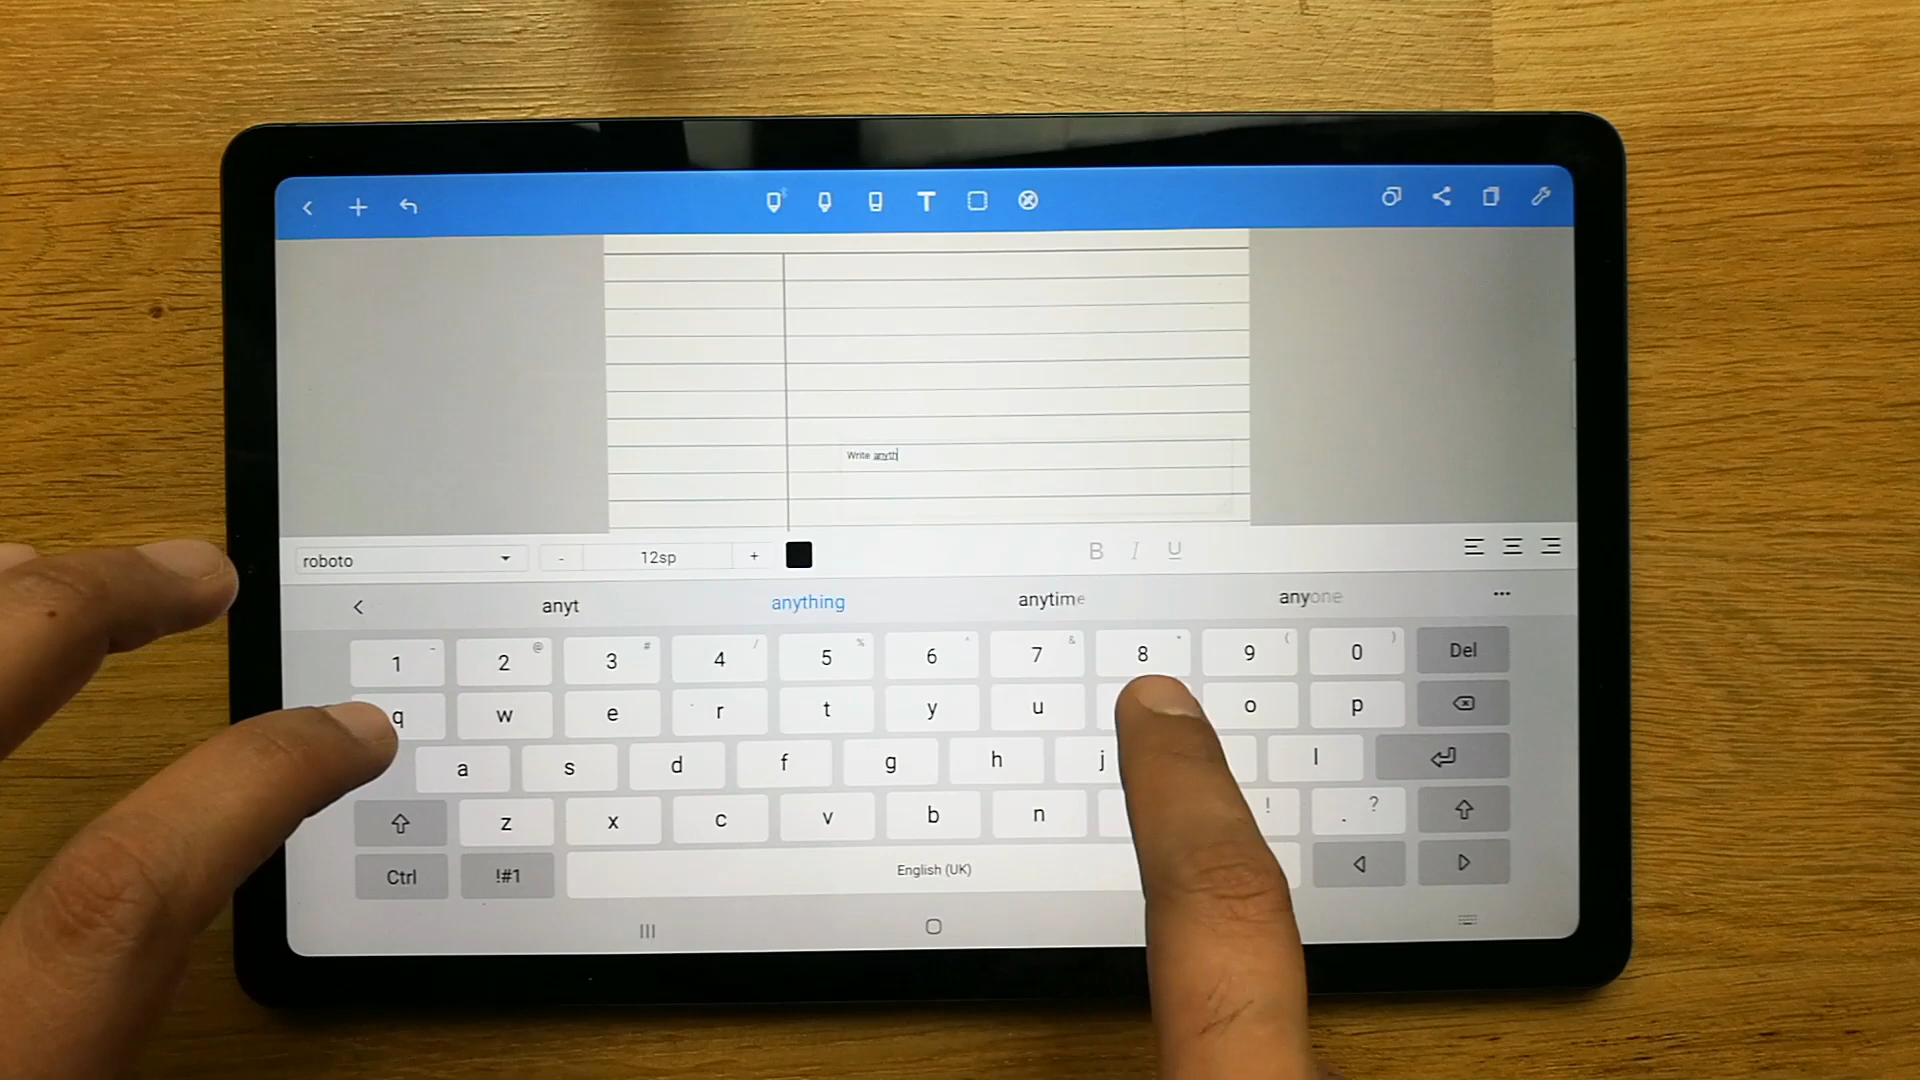 T
Write anyth
roboto - 12sp + B I U
anyt anything anytime anyone ...
1 - 2 @ 3 # 4 / 5 % 6 ^ 7 & 8 * 9 ( 0 ) Del
q w e r t y u o p
a s d f g h j l
z x c v b n ! . ?
Ctrl !#1 English (UK)